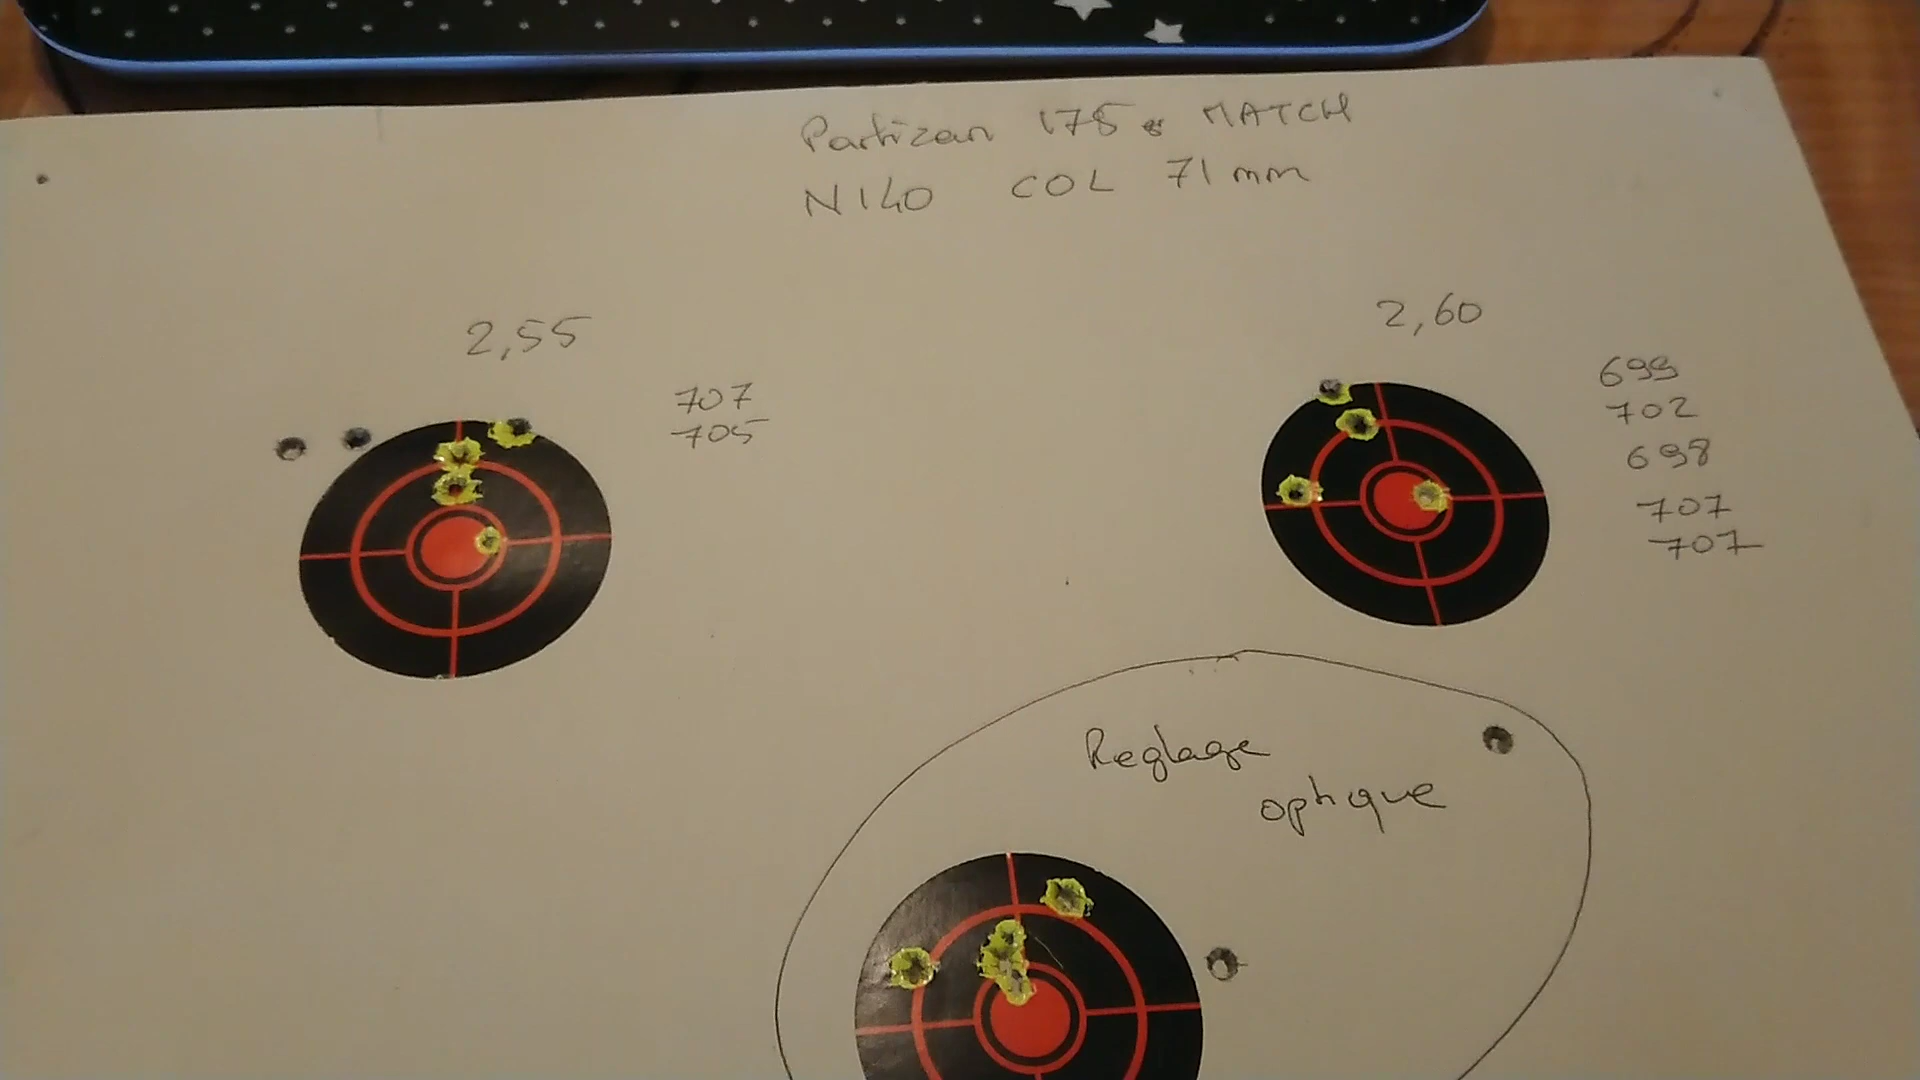 Partizan 175 gr MATCH
N140 COL 71 mm
2,55
707
705
2,60
699
702
698
707
707
Reglage
optique